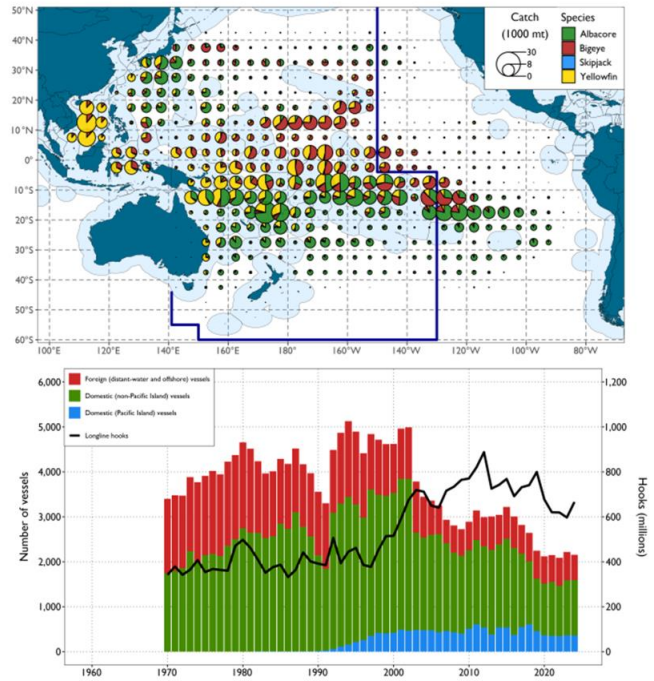 50°N
40°N
30°N
20°N
10°N
0°
10°S
20°S
30°S
40°S
50°S
60°S
100°E 120°E 140°E 160°E 180° 160°W 140°W 120°W 100°W 80°W
Catch
(1000 mt)
30
8
0
Species
Albacore
Bigeye
Skipjack
Yellowfin
Foreign (distant-water and offshore) vessels
Domestic (non-Pacific Island) vessels
Domestic (Pacific Island) vessels
Longline hooks
Number of vessels
6,000
5,000
4,000
3,000
2,000
1,000
0
1,200
1,000
800
600
400
200
0
Hooks (millions)
1960 1970 1980 1990 2000 2010 2020